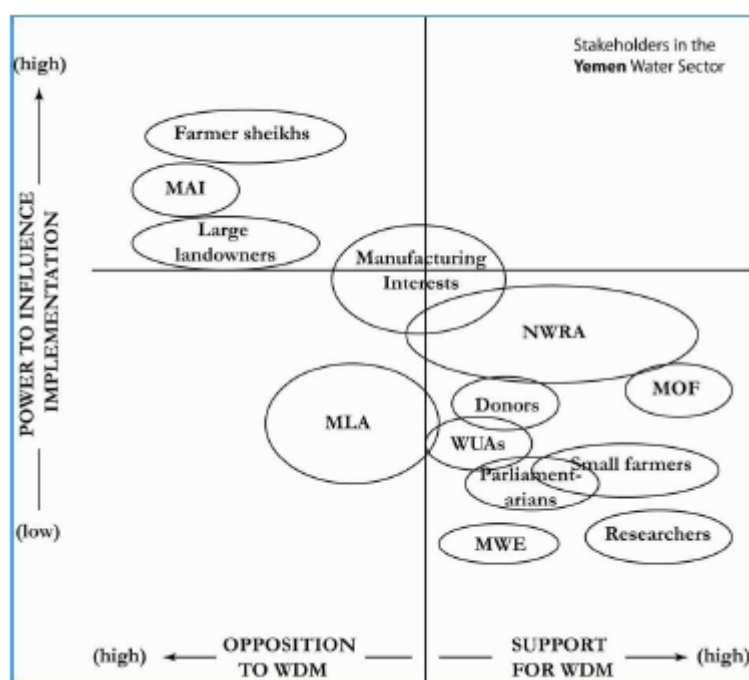 Stakeholders in the
Yemen Water Sector
(high)
Farmer sheikhs
MAI
Large
landowners
Manufacturing
Interests
POWER TO INFLUENCE
IMPLEMENTATION
NWRA
MOF
Donors
MLA
WUAs
Small farmers
Parliament-
arians
(low)
MWE
Researchers
(high)
OPPOSITION
TO WDM
SUPPORT
FOR WDM
(high)